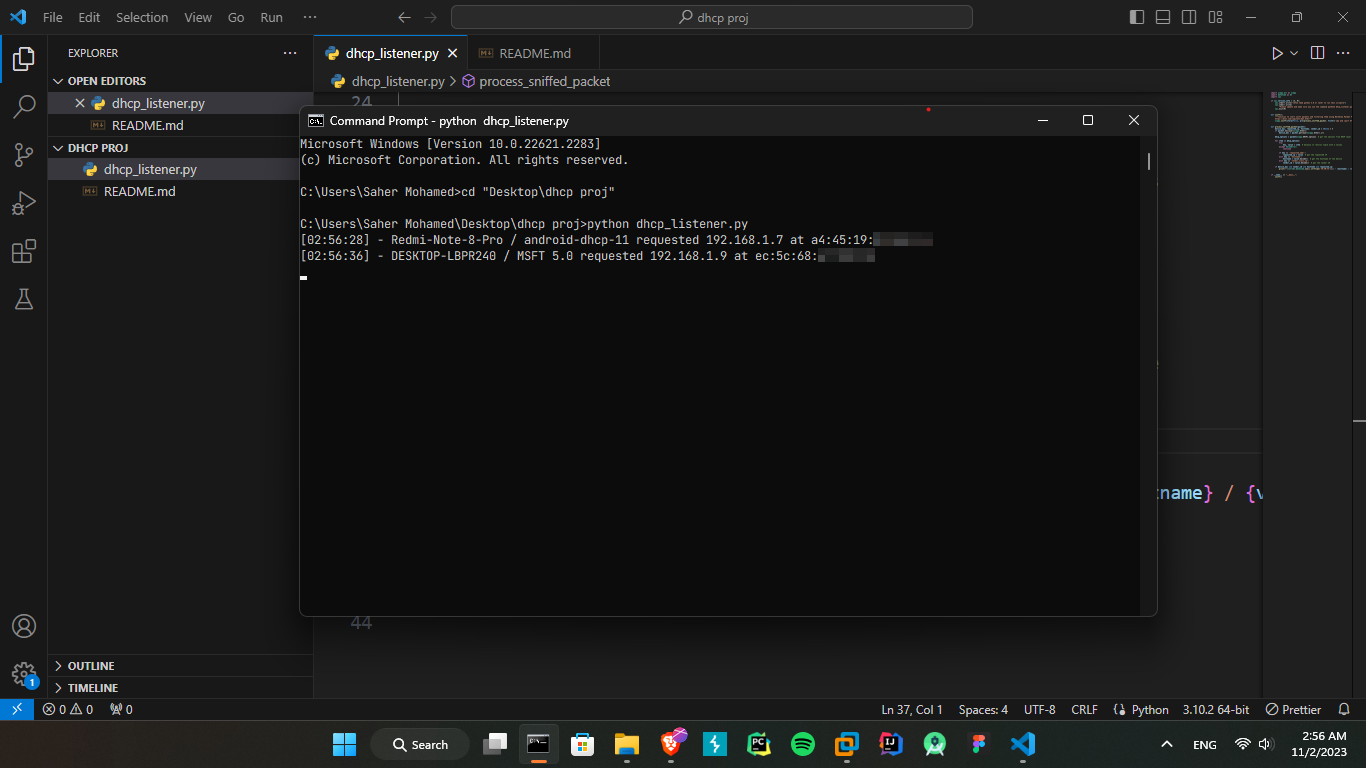 File Edit Selection View Go Run ···
dhcp proj
EXPLORER
OPEN EDITORS
dhcp_listener.py
README.md
DHCP PROJ
dhcp_listener.py
README.md
OUTLINE
TIMELINE
dhcp_listener.py README.md
dhcp_listener.py process_sniffed_packet
24
Command Prompt - python dhcp_listener.py
Microsoft Windows [Version 10.0.22621.2283]
(c) Microsoft Corporation. All rights reserved.
C:\Users\Saher Mohamed>cd "Desktop\dhcp proj"
C:\Users\Saher Mohamed\Desktop\dhcp proj>python dhcp_listener.py
[02:56:28] - Redmi-Note-8-Pro / android-dhcp-11 requested 192.168.1.7 at a4:45:19:
[02:56:36] - DESKTOP-LBPR240 / MSFT 5.0 requested 192.168.1.9 at ec:5c:68:
tname} / {v
44
1
0 0 0 Ln 37, Col 1 Spaces: 4 UTF-8 CRLF Python 3.10.2 64-bit Prettier
Search
ENG
2:56 AM
11/2/2023